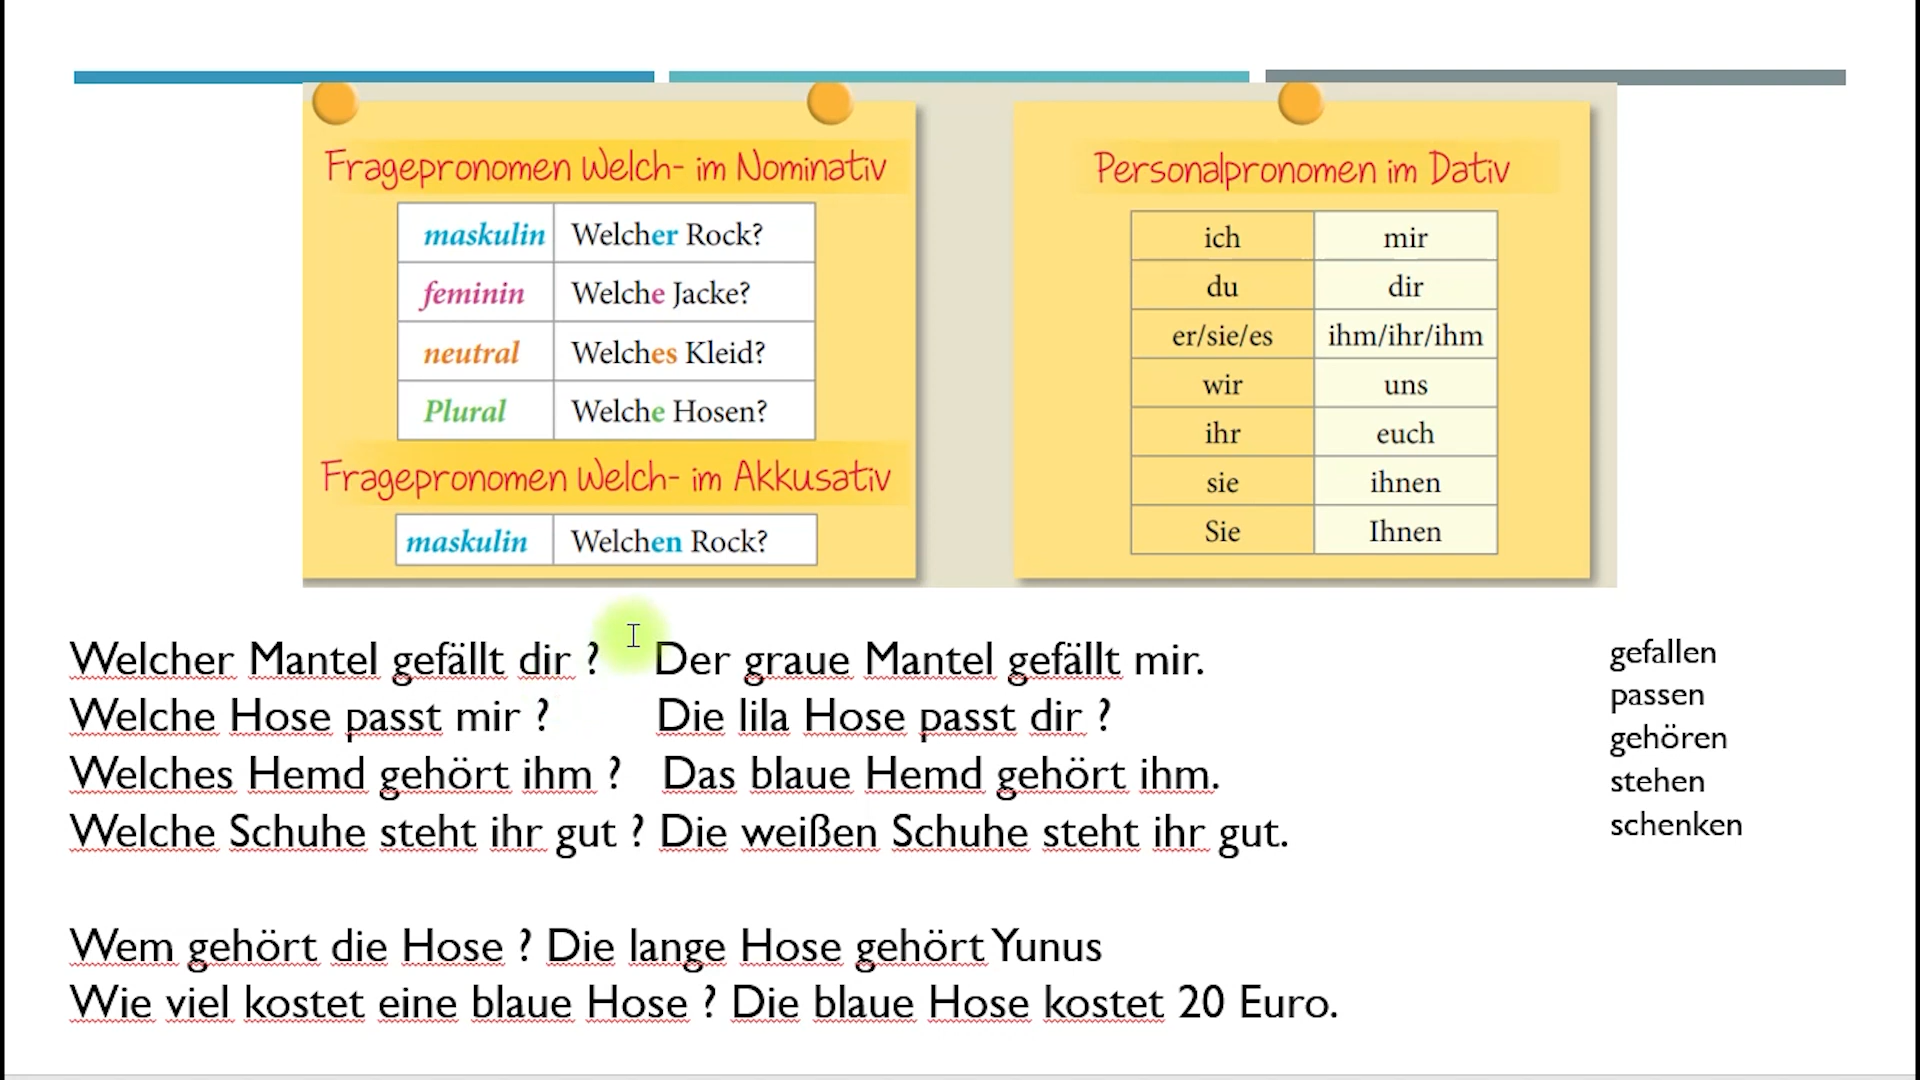 Fragepronomen Welch- im Nominativ
maskulin Welcher Rock?
feminin Welche Jacke?
neutral Welches Kleid?
Plural Welche Hosen?
Fragepronomen Welch- im Akkusativ
maskulin Welchen Rock?
Personalpronomen im Dativ
ich mir
du dir
er/sie/es ihm/ihr/ihm
wir uns
ihr euch
sie ihnen
Sie Ihnen
Welcher Mantel gefällt dir ? Der graue Mantel gefällt mir.
Welche Hose passt mir ? Die lila Hose passt dir ?
Welches Hemd gehört ihm ? Das blaue Hemd gehört ihm.
Welche Schuhe steht ihr gut ? Die weißen Schuhe steht ihr gut.
Wem gehört die Hose ? Die lange Hose gehört Yunus
Wie viel kostet eine blaue Hose ? Die blaue Hose kostet 20 Euro.
gefallen
passen
gehören
stehen
schenken